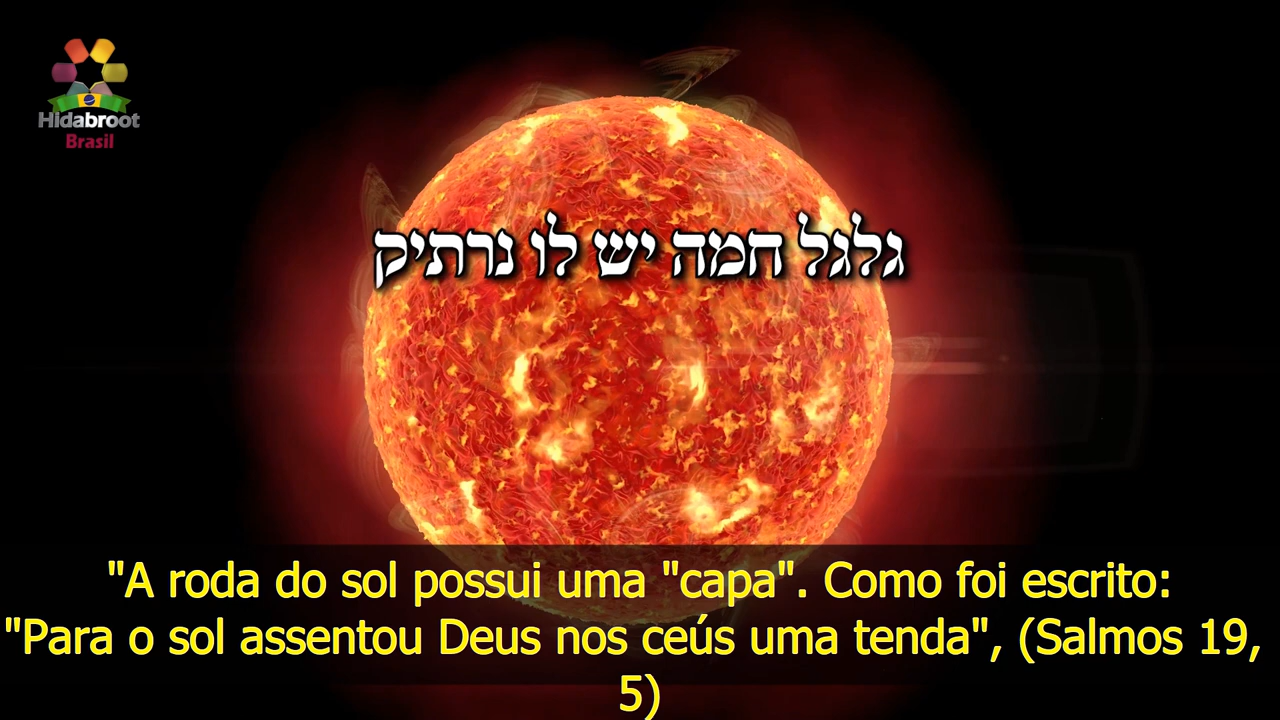 Hidabroot
Brasil
גלגל חמה יש לו נרתיק
"A roda do sol possui uma "capa". Como foi escrito:
"Para o sol assentou Deus nos ceús uma tenda", (Salmos 19,
5)